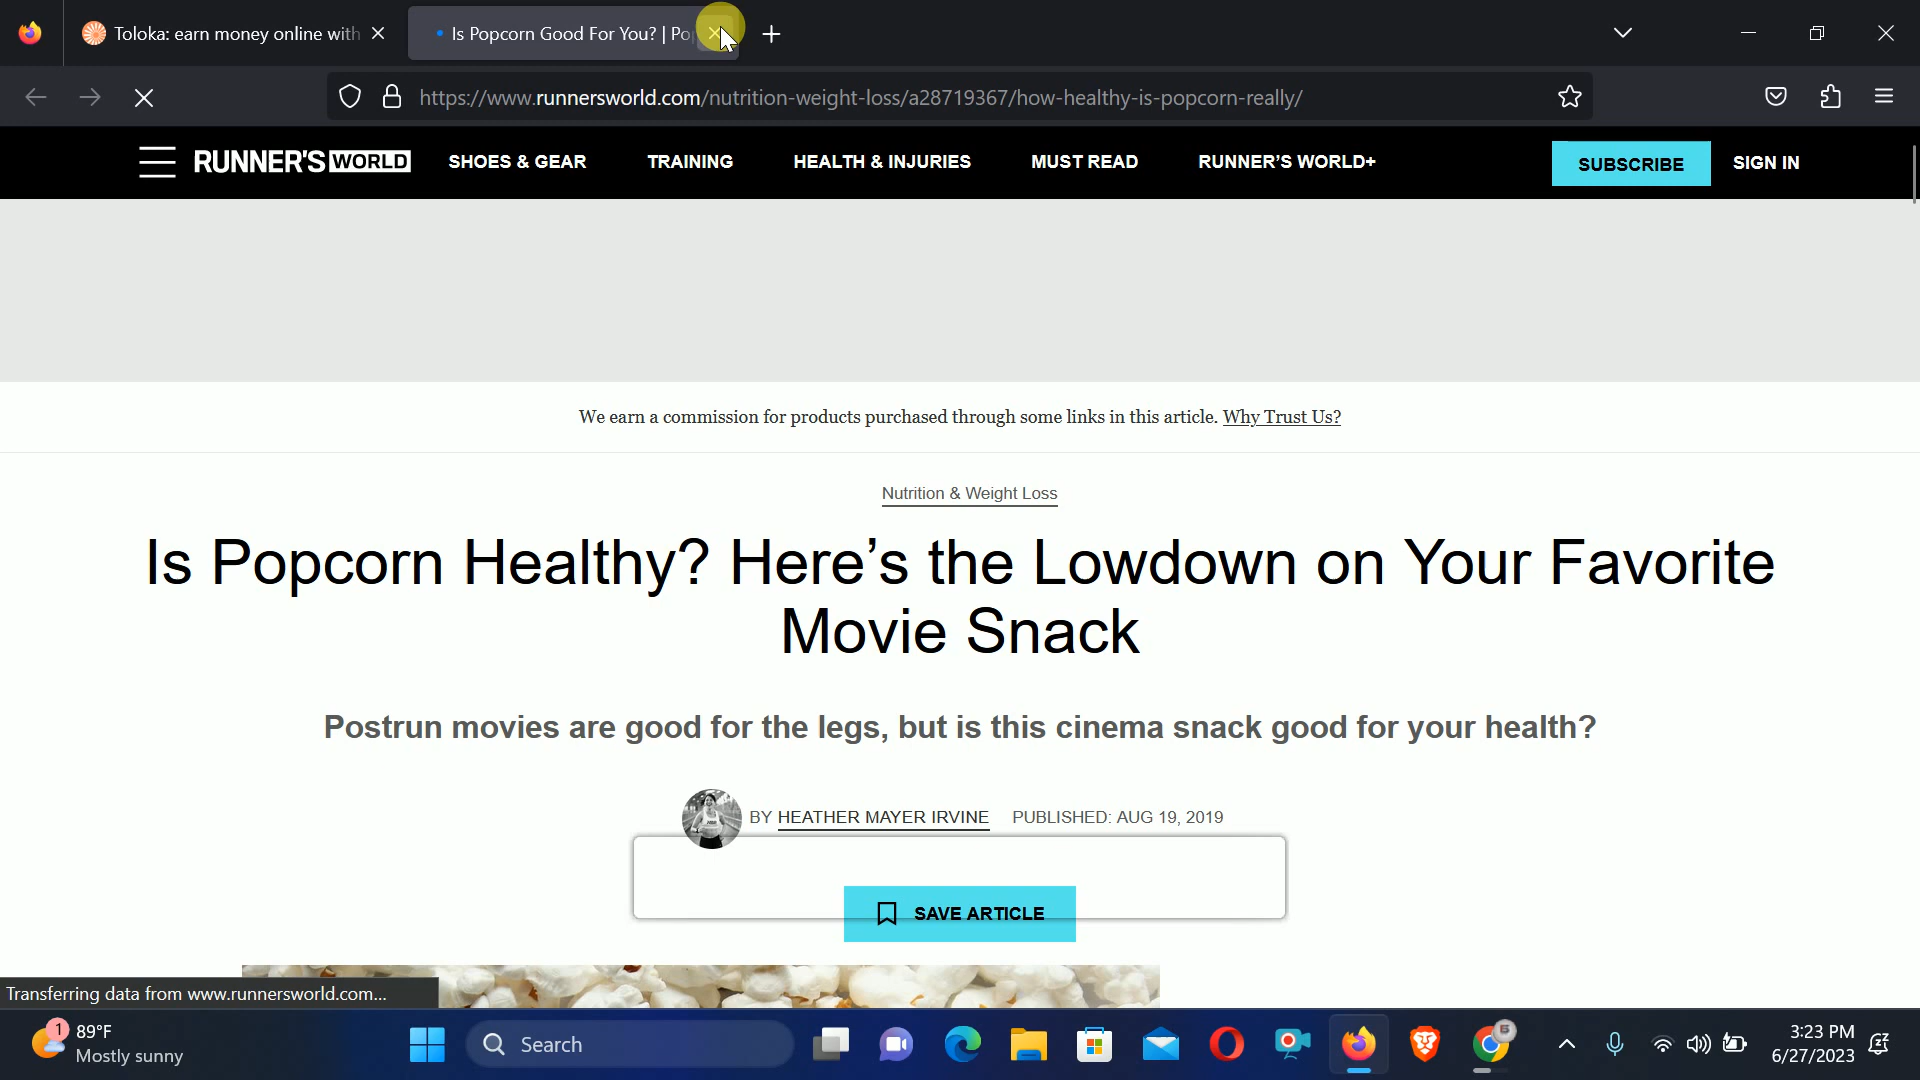 Toloka: earn money online with
Is Popcorn Good For You? | Po
https://www.runnersworld.com/nutrition-weight-loss/a28719367/how-healthy-is-popcorn-really/
RUNNER'S WORLD
SHOES & GEAR
TRAINING
HEALTH & INJURIES
MUST READ
RUNNER'S WORLD+
SUBSCRIBE
SIGN IN
We earn a commission for products purchased through some links in this article. Why Trust Us?
Nutrition & Weight Loss
Is Popcorn Healthy? Here's the Lowdown on Your Favorite
Movie Snack
Postrun movies are good for the legs, but is this cinema snack good for your health?
BY HEATHER MAYER IRVINE PUBLISHED: AUG 19, 2019
SAVE ARTICLE
Transferring data from www.runnersworld.com...
1
89°F
Mostly sunny
Search
3:23 PM
6/27/2023